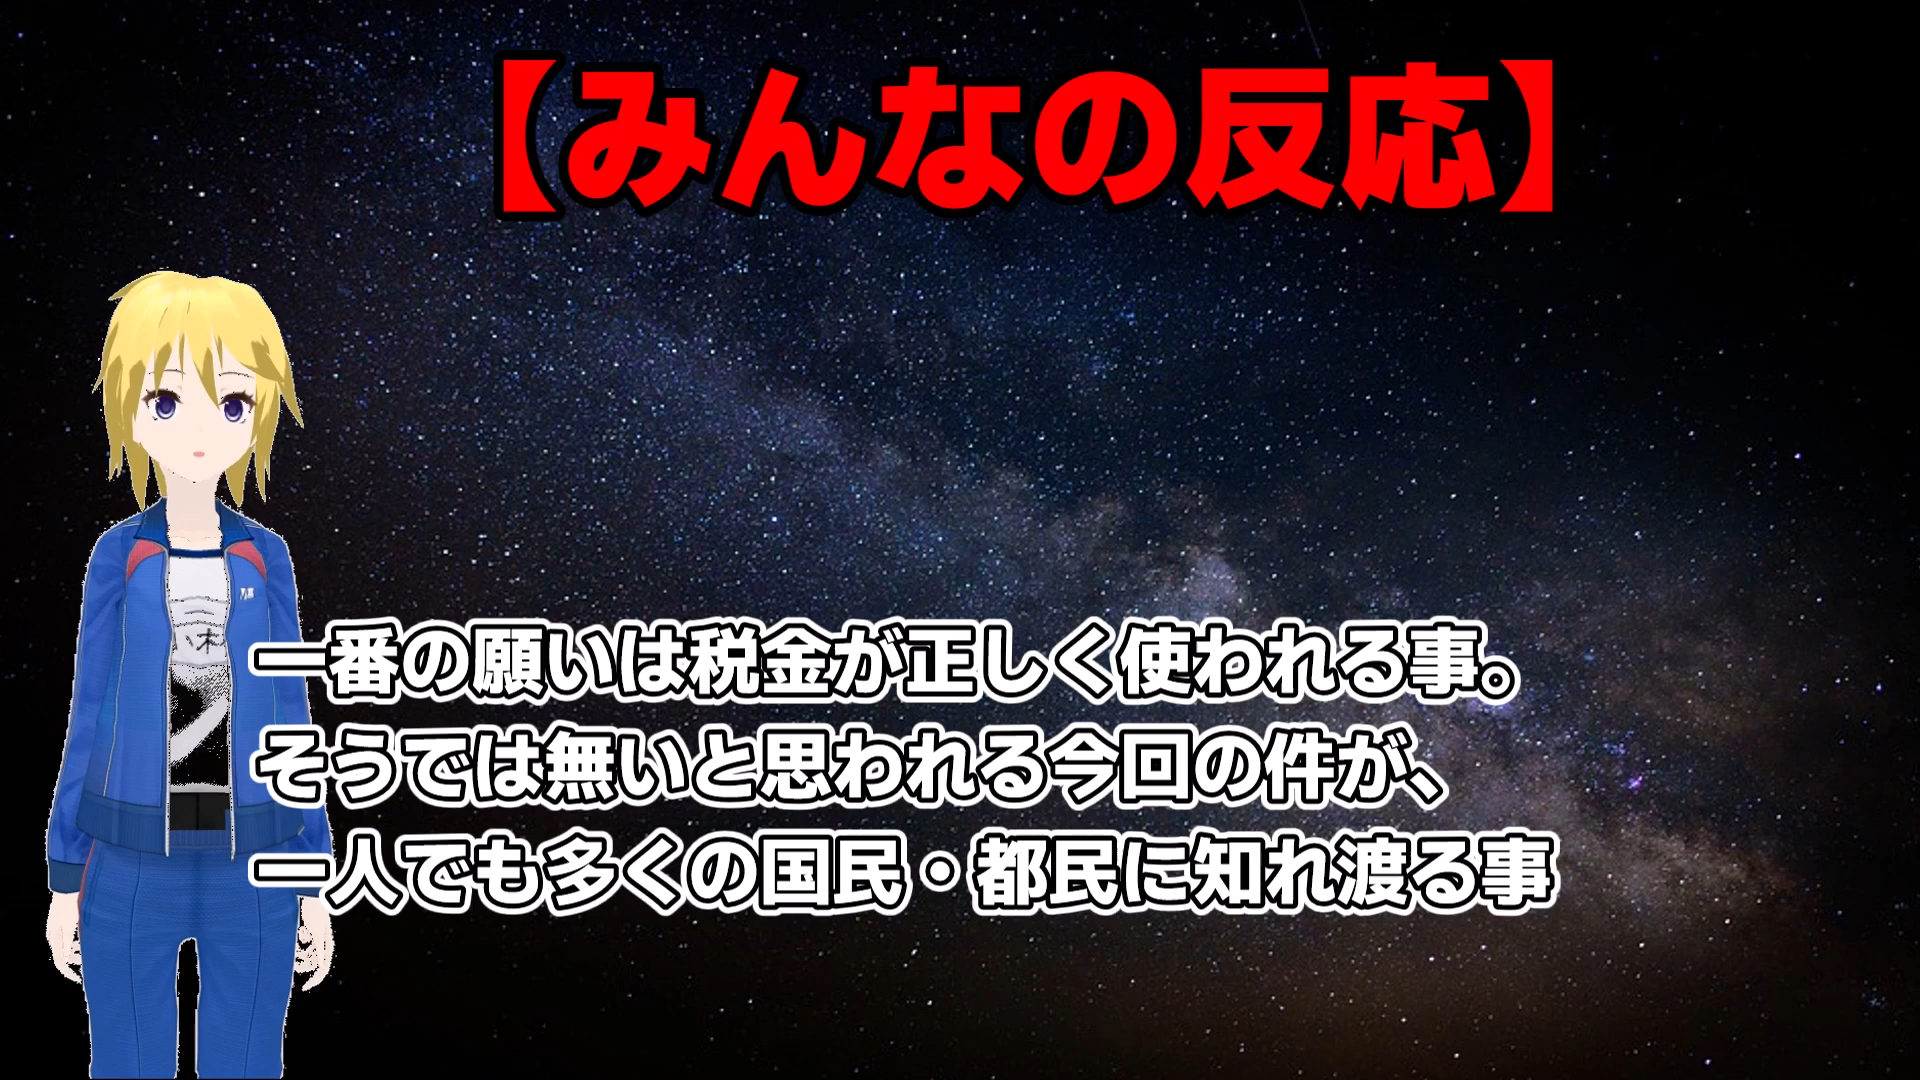 【みんなの反応】
一番の願いは税金が正しく使われる事。
そうでは無いと思われる今回の件が、
一人でも多くの国民・都民に知れ渡る事